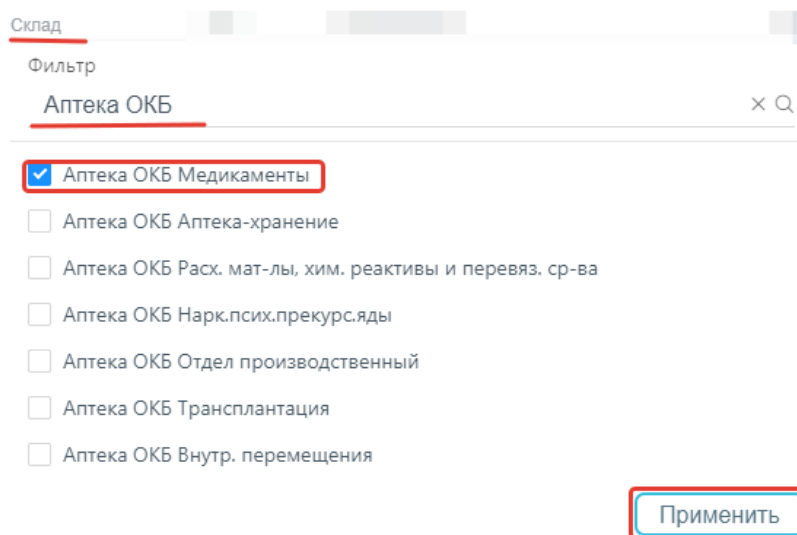 Склад
Фильтр
Аптека ОКБ
Аптека ОКБ Медикаменты
Аптека ОКБ Аптека-хранение
Аптека ОКБ Расх. мат-лы, хим. реактивы и перевяз. ср-ва
Аптека ОКБ Нарк.псих.прекурс.яды
Аптека ОКБ Отдел производственный
Аптека ОКБ Трансплантация
Аптека ОКБ Внутр. перемещения
Применить